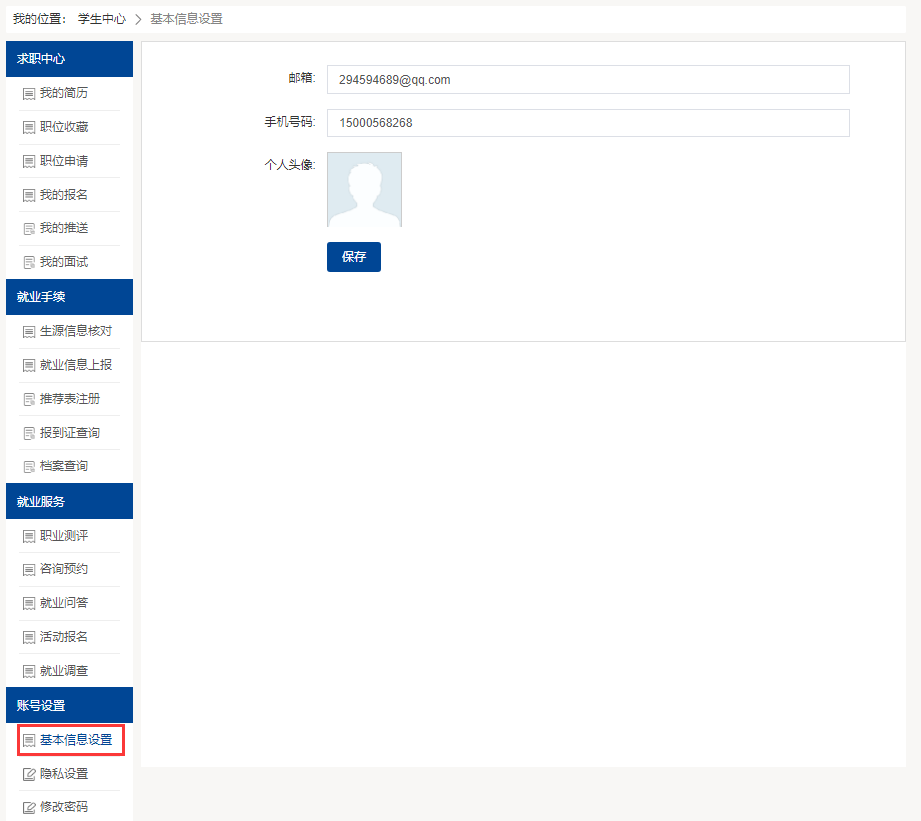 我的位置： 学生中心 > 基本信息设置
求职中心
我的简历
职位收藏
职位申请
我的报名
我的推送
我的面试
就业手续
生源信息核对
就业信息上报
推荐表注册
报到证查询
档案查询
就业服务
职业测评
咨询预约
就业问答
活动报名
就业调查
账号设置
基本信息设置
隐私设置
修改密码
邮箱: 294594689@qq.com
手机号码: 15000568268
个人头像:
保存